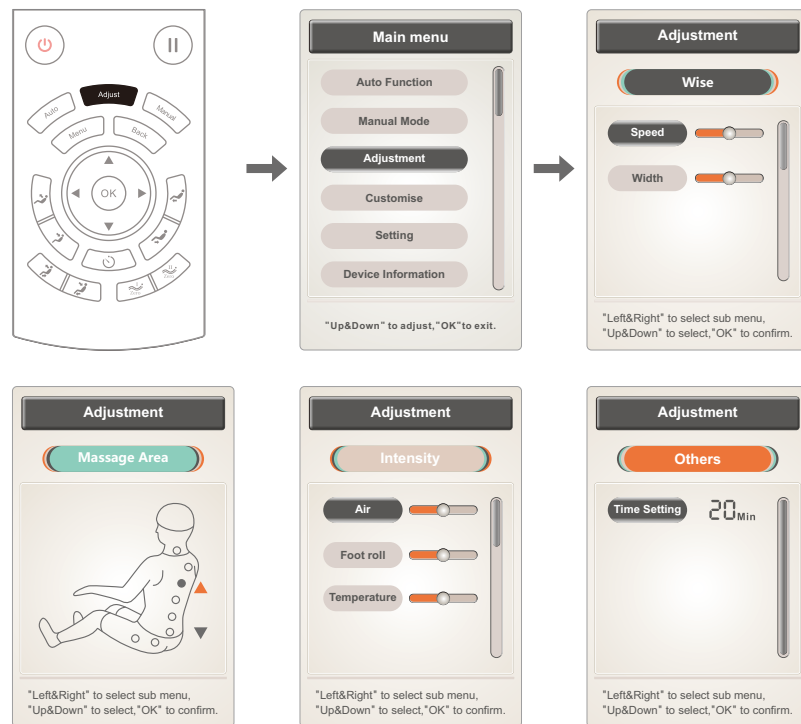 Adjust
Auto
Manual
Menu
Back
OK
Zero
Main menu
Auto Function
Manual Mode
Adjustment
Customise
Setting
Device Information
"Up&Down" to adjust,"OK"to exit.
Adjustment
Wise
Speed
Width
"Left&Right" to select sub menu,
"Up&Down" to select,"OK" to confirm.
Adjustment
Massage Area
"Left&Right" to select sub menu,
"Up&Down" to select,"OK" to confirm.
Adjustment
Intensity
Air
Foot roll
Temperature
"Left&Right" to select sub menu,
"Up&Down" to select,"OK" to confirm.
Adjustment
Others
Time Setting 20 Min
"Left&Right" to select sub menu,
"Up&Down" to select,"OK" to confirm.